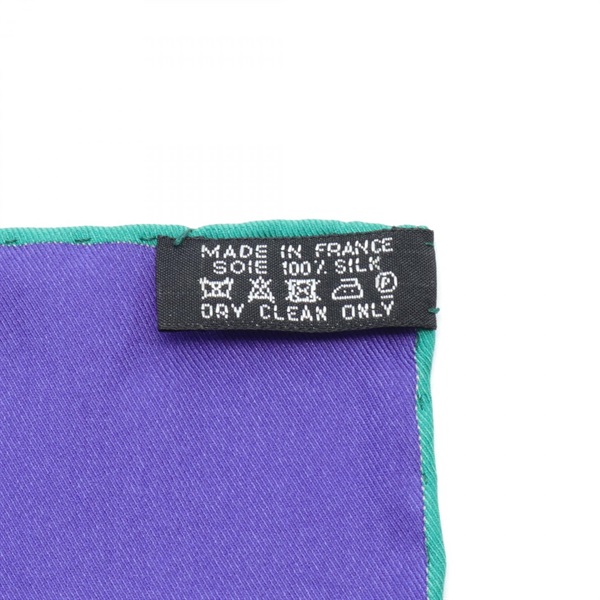 MADE IN FRANCE
SOIE 100% SILK
P
DRY CLEAN ONLY